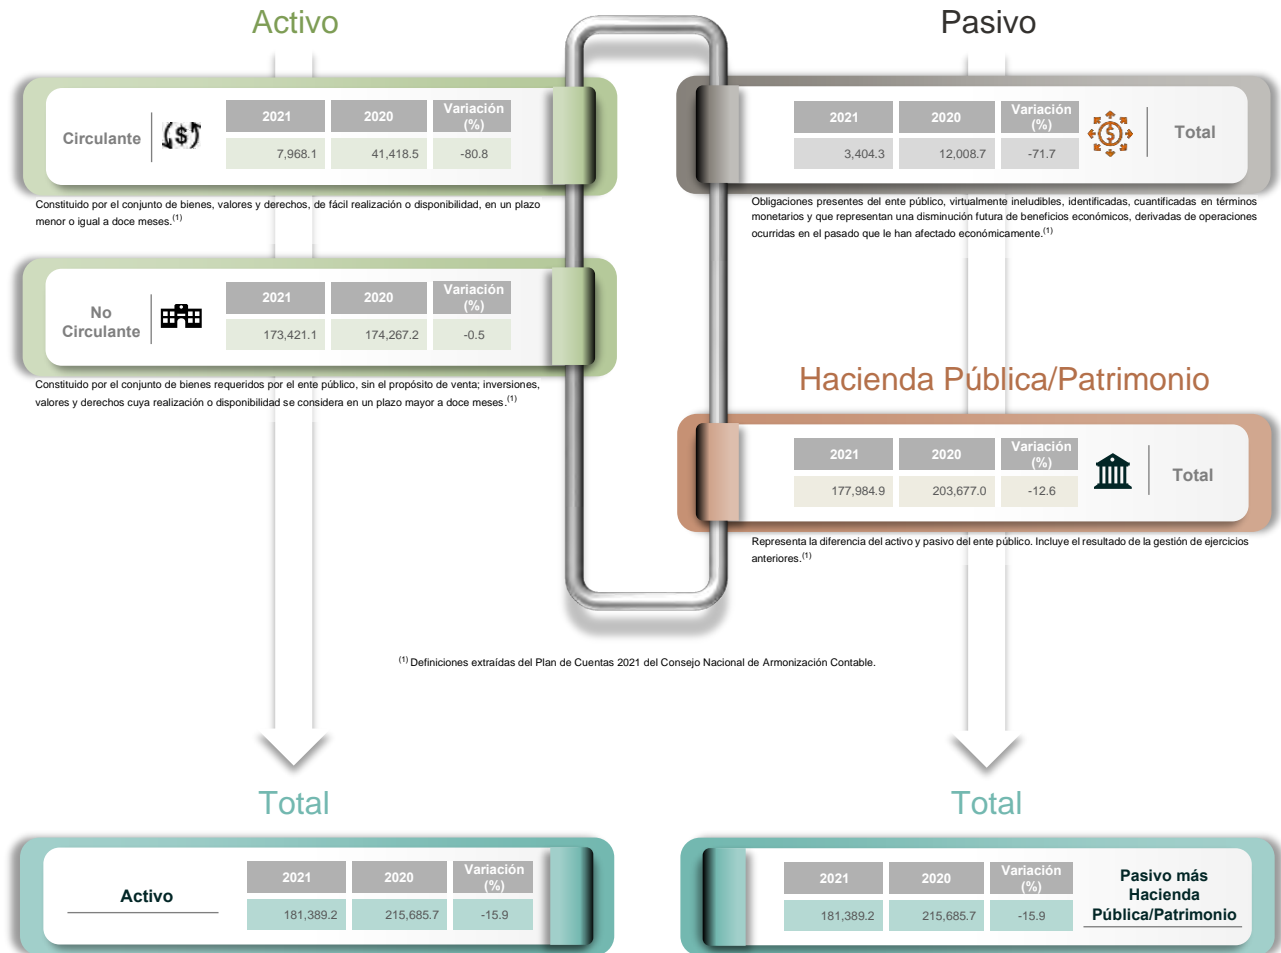 Activo
Circulante
2021 2020 Variación (%)
7,968.1 41,418.5 -80.8
Constituido por el conjunto de bienes, valores y derechos, de fácil realización o disponibilidad, en un plazo
menor o igual a doce meses.(1)
No
Circulante
2021 2020 Variación (%)
173,421.1 174,267.2 -0.5
Constituido por el conjunto de bienes requeridos por el ente público, sin el propósito de venta; inversiones,
valores y derechos cuya realización o disponibilidad se considera en un plazo mayor a doce meses.(1)
Pasivo
2021 2020 Variación (%)
3,404.3 12,008.7 -71.7
Total
Obligaciones presentes del ente público, virtualmente ineludibles, identificadas, cuantificadas en términos
monetarios y que representan una disminución futura de beneficios económicos, derivadas de operaciones
ocurridas en el pasado que le han afectado económicamente.(1)
Hacienda Pública/Patrimonio
2021 2020 Variación (%)
177,984.9 203,677.0 -12.6
Total
Representa la diferencia del activo y pasivo del ente público. Incluye el resultado de la gestión de ejercicios
anteriores.(1)
(1) Definiciones extraídas del Plan de Cuentas 2021 del Consejo Nacional de Armonización Contable.
Total
Activo
2021 2020 Variación (%)
181,389.2 215,685.7 -15.9
Total
2021 2020 Variación (%)
181,389.2 215,685.7 -15.9
Pasivo más
Hacienda
Pública/Patrimonio